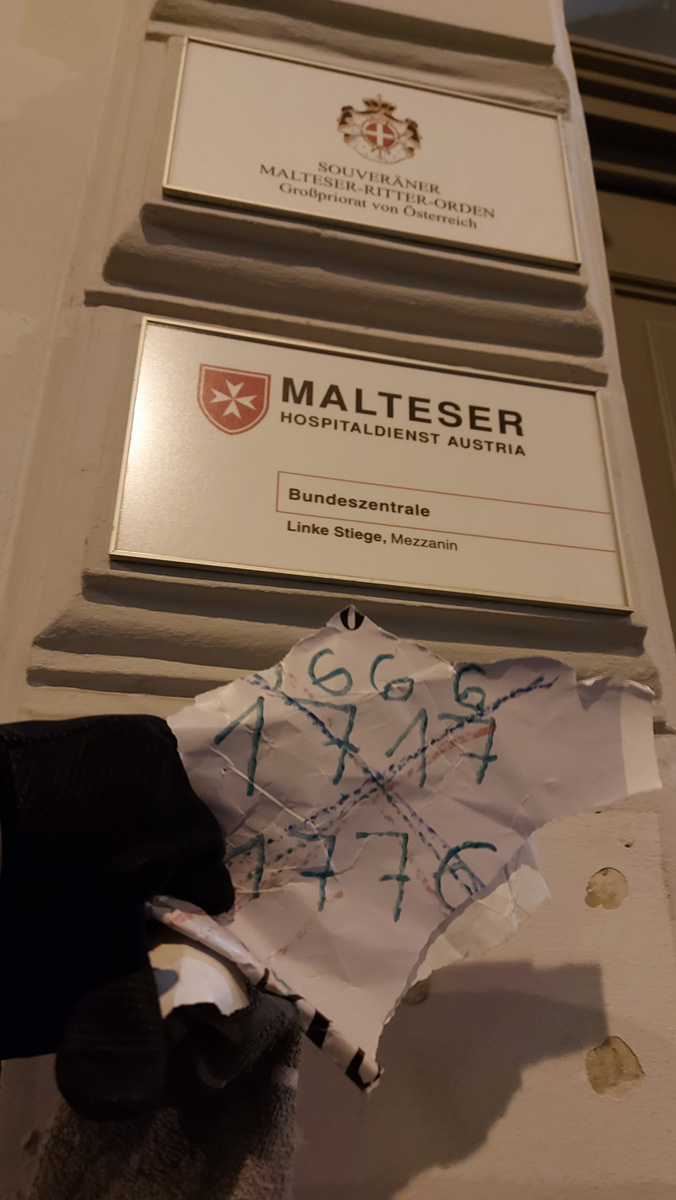 SOUVERÄNER
MALTESER-RITTER-ORDEN
Großpriorat von Österreich
MALTESER
HOSPITALDIENST AUSTRIA
Bundeszentrale
Linke Stiege, Mezzanin
666
1717
1776